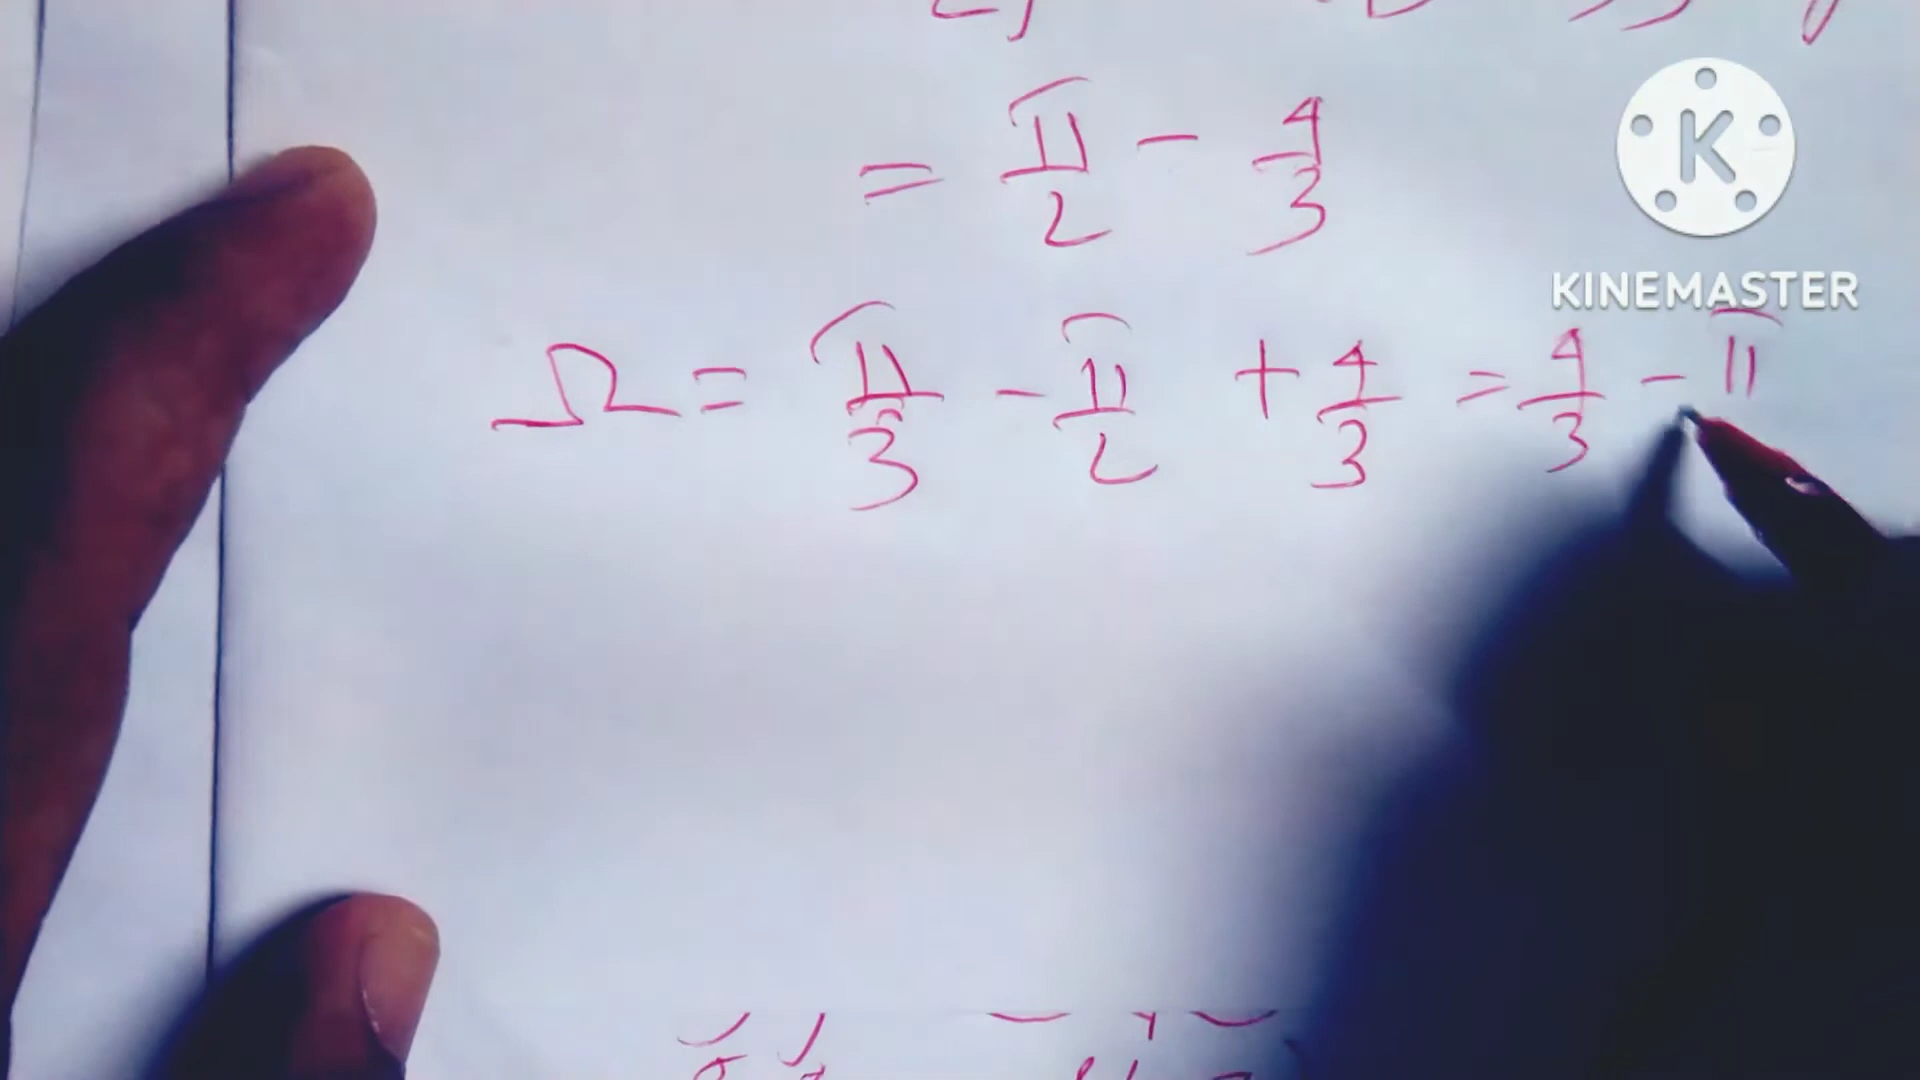 = π/2 - 4/3
KINEMASTER
Ω = π/3 - π/2 + 4/3 = 4/3 - π